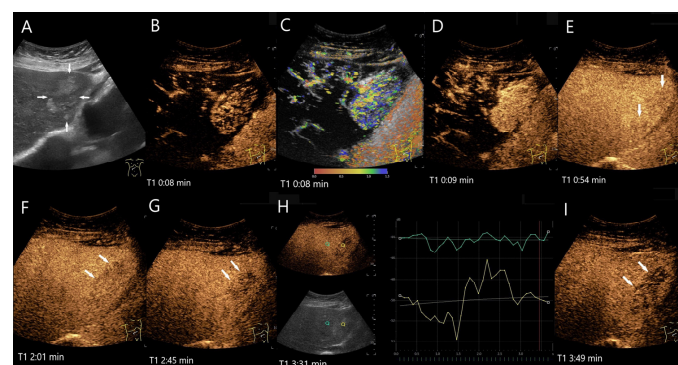 A
B
C
D
E
T1 0:08 min
T1 0:08 min
T1 0:09 min
T1 0:54 min
F
G
H
I
T1 2:01 min
T1 2:45 min
T1 3:31 min
T1 3:49 min